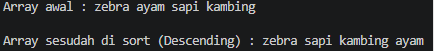 Array awal : zebra ayam sapi kambing
Array sesudah di sort (Descending) : zebra sapi kambing ayam